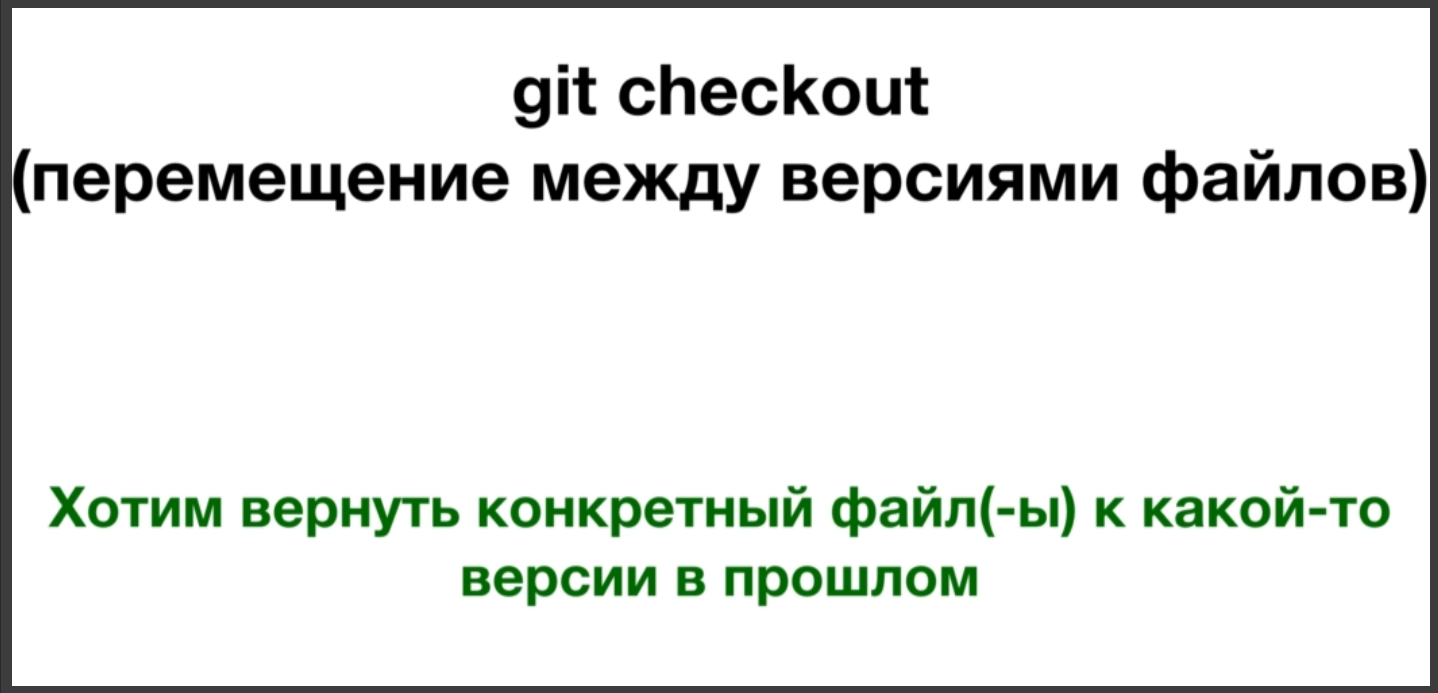 git checkout
(перемещение между версиями файлов)
Хотим вернуть конкретный файл(-ы) к какой-то
версии в прошлом